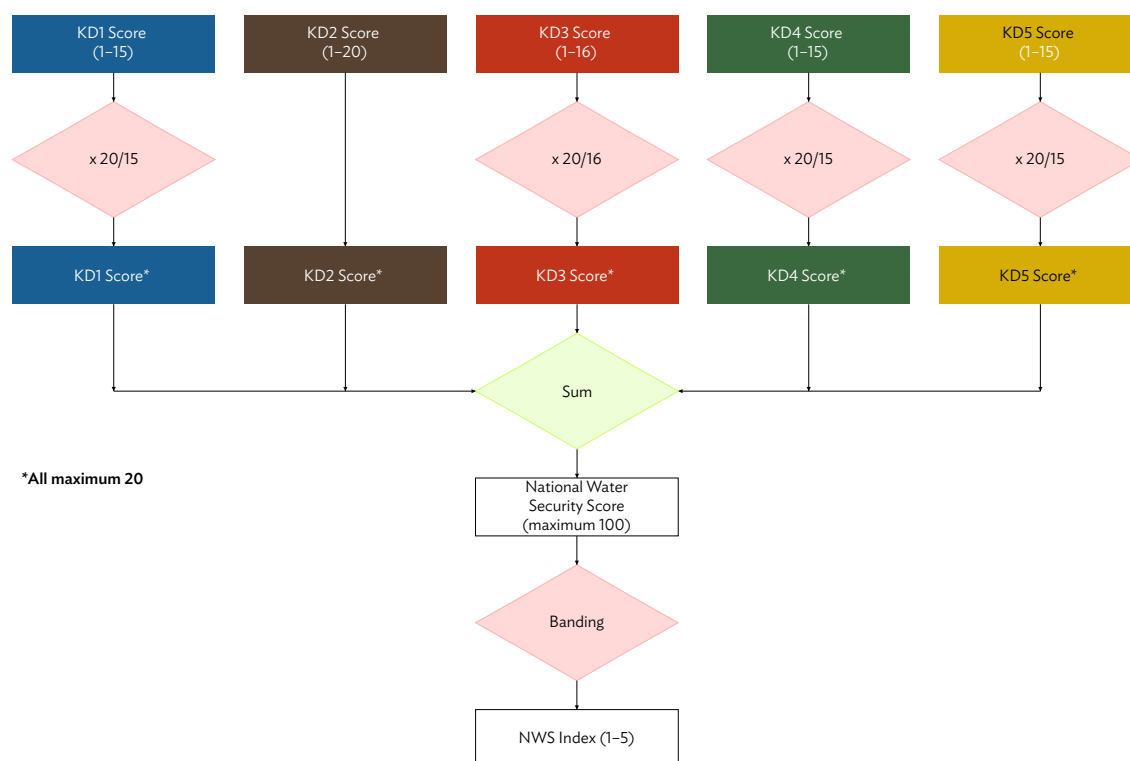 KD1 Score
(1–15)
KD2 Score
(1–20)
KD3 Score
(1–16)
KD4 Score
(1–15)
KD5 Score
(1–15)
x 20/15
x 20/16
x 20/15
x 20/15
KD1 Score*
KD2 Score*
KD3 Score*
KD4 Score*
KD5 Score*
Sum
*All maximum 20
National Water
Security Score
(maximum 100)
Banding
NWS Index (1–5)